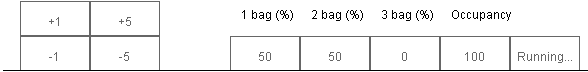 1 bag (%) 2 bag (%) 3 bag (%) Occupancy
+1 +5
-1 -5 50 50 0 100 Running...